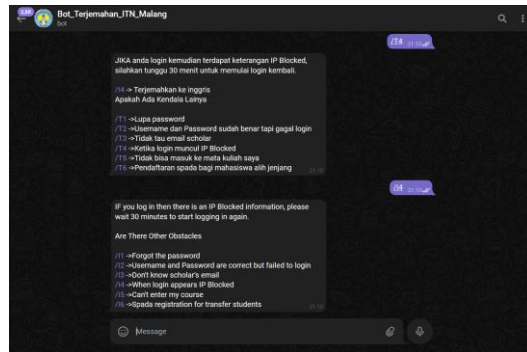 Bot_Terjemahan_ITN_Malang
bot
/T4 21:10
JIKA anda login kemudian terdapat keterangan IP Blocked,
silahkan tunggu 30 menit untuk memulai login kembali.
/I4 -> Terjemahkan ke inggris
Apakah Ada Kendala Lainya
/T1 ->Lupa password
/T2 ->Username dan Password sudah benar tapi gagal login
/T3 ->Tidak tau email scholar
/T4 ->Ketika login muncul IP Blocked
/T5 ->Tidak bisa masuk ke mata kuliah saya
/T6 ->Pendaftaran spada bagi mahasiswa alih jenjang
21:10
/I4 21:10
IF you log in then there is an IP Blocked information, please
wait 30 minutes to start logging in again.
Are There Other Obstacles
/I1 ->Forgot the password
/I2 ->Username and Password are correct but failed to login
/I3 ->Don't know scholar's email
/I4 ->When login appears IP Blocked
/I5 ->Can't enter my course
/I6 ->Spada registration for transfer students
21:10
Message